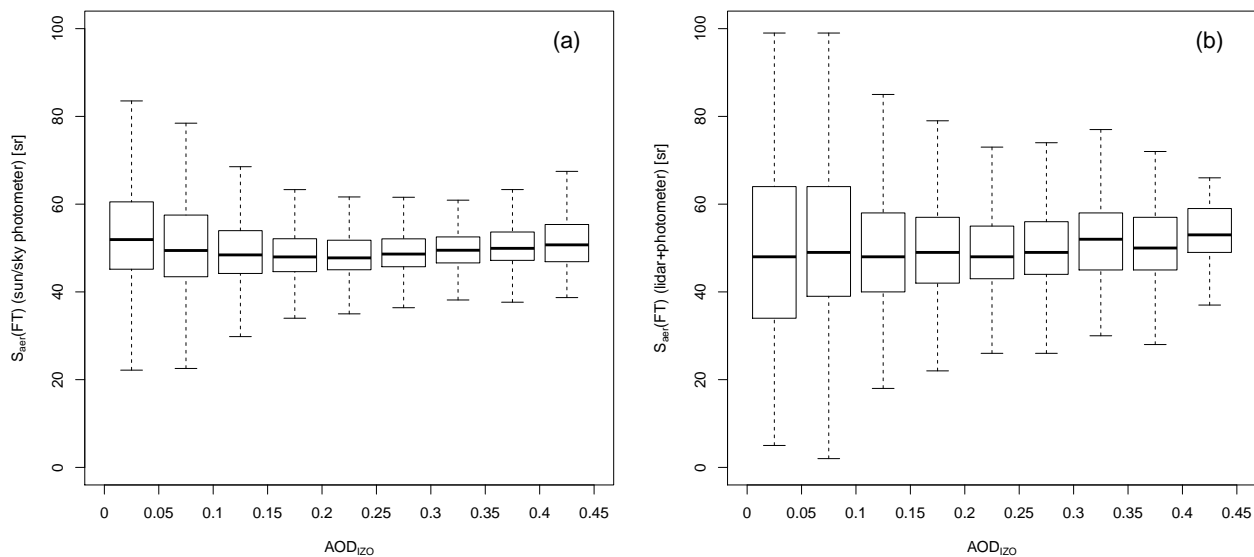 (a)
S_aer(FT) (sun/sky photometer) [sr]
100
80
60
40
20
0
0 0.05 0.1 0.15 0.2 0.25 0.3 0.35 0.4 0.45
AOD_IZO
(b)
S_aer(FT) (lidar+photometer) [sr]
100
80
60
40
20
0
0 0.05 0.1 0.15 0.2 0.25 0.3 0.35 0.4 0.45
AOD_IZO